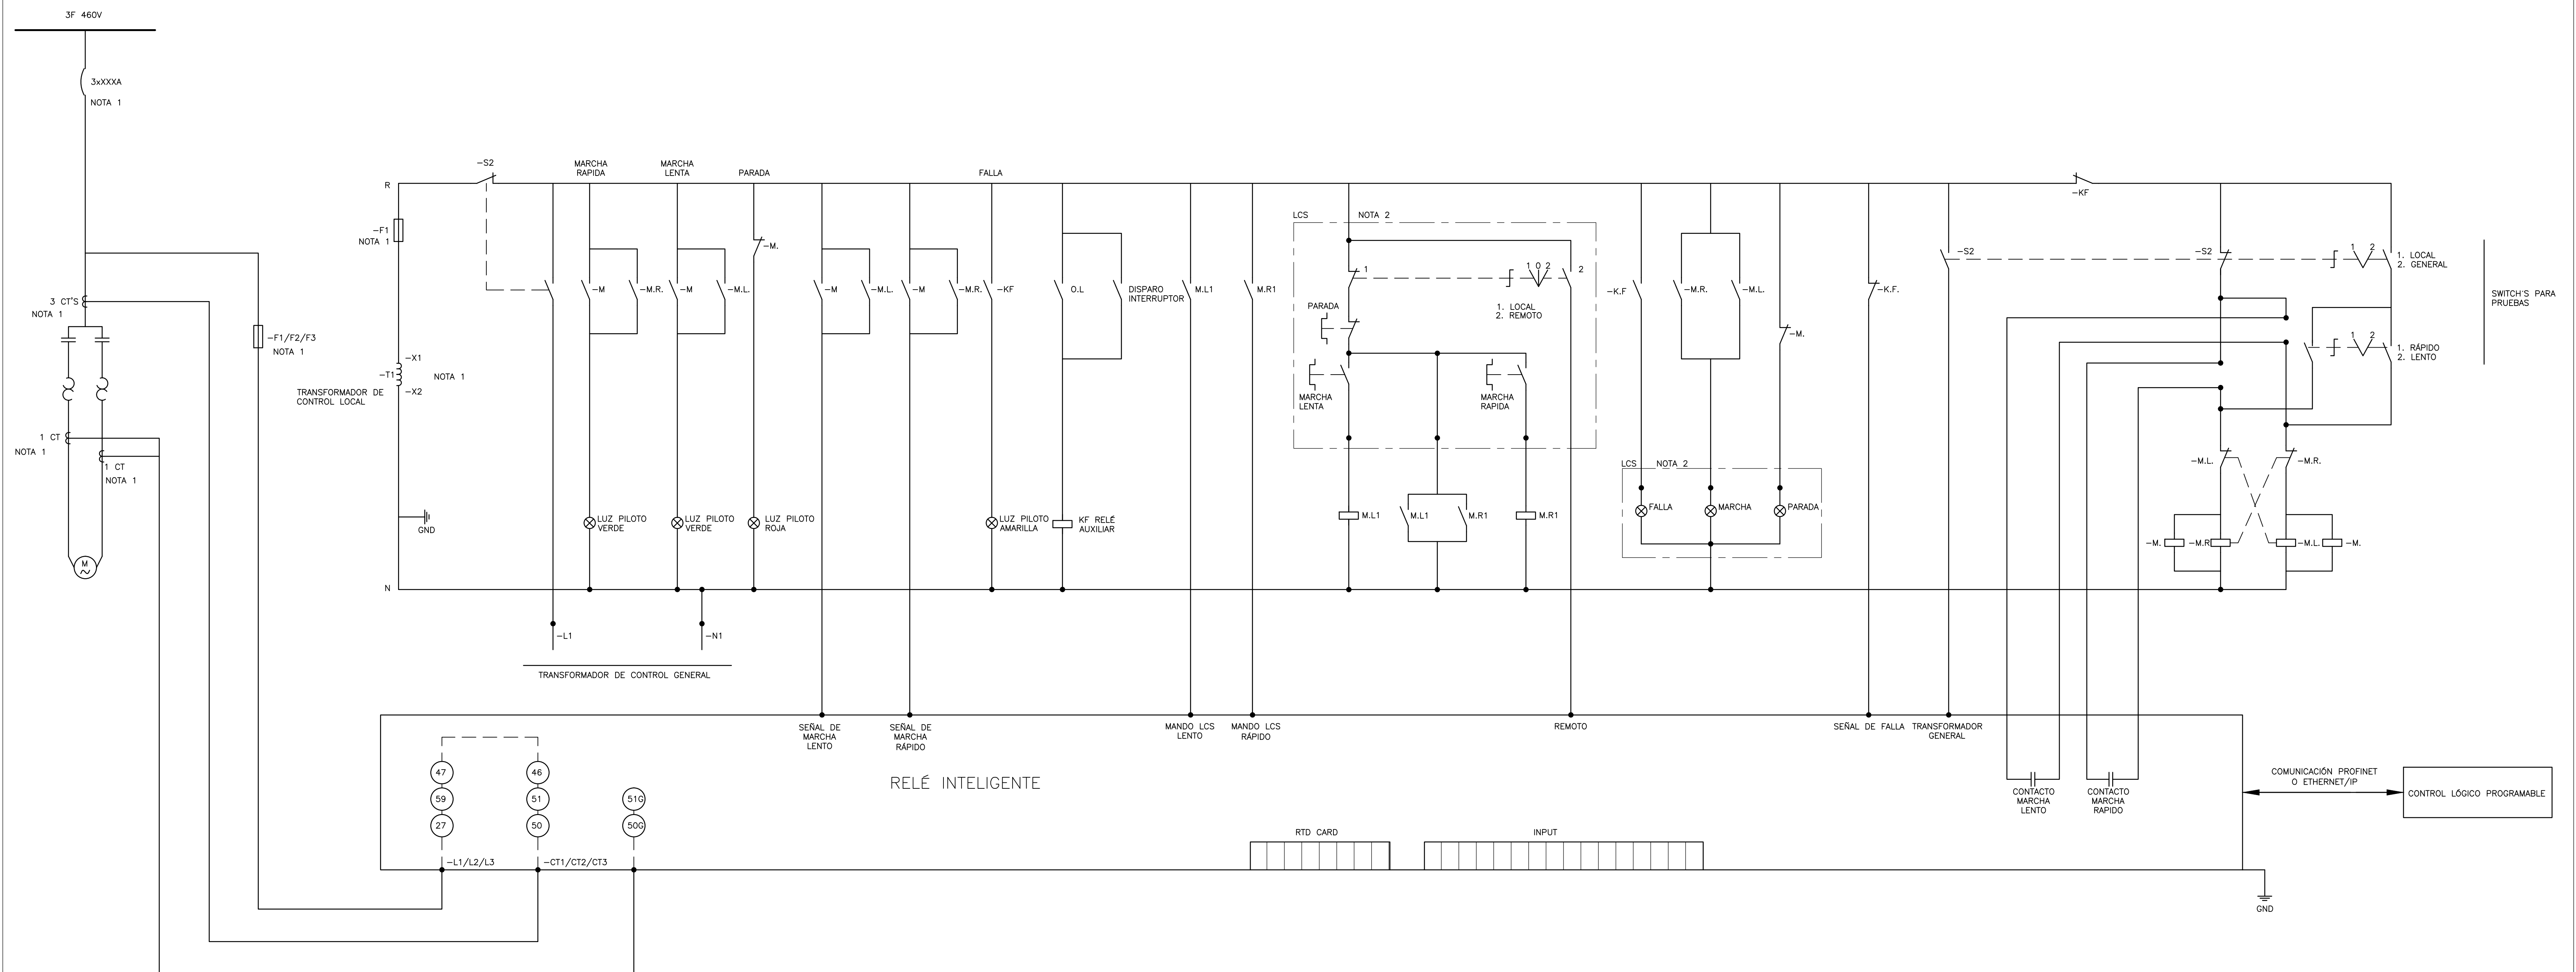 3F 460V
3xXXXA
NOTA 1
3 CT'S
NOTA 1
1 CT
NOTA 1
1 CT
NOTA 1
M
-F1/F2/F3
NOTA 1
R
-F1
NOTA 1
-X1
-T1
NOTA 1
-X2
TRANSFORMADOR DE
CONTROL LOCAL
GND
N
-S2
-L1
-N1
TRANSFORMADOR DE CONTROL GENERAL
MARCHA
RAPIDA
-M
-M.R.
LUZ PILOTO
VERDE
MARCHA
LENTA
-M
-M.L.
LUZ PILOTO
VERDE
PARADA
-M.
LUZ PILOTO
ROJA
-M
-M.L.
-M
-M.R.
FALLA
-KF
LUZ PILOTO
AMARILLA
O.L
DISPARO
INTERRUPTOR
KF RELÉ
AUXILIAR
M.L1
M.R1
LCS
NOTA 2
1
1 0 2
2
1. LOCAL
2. REMOTO
PARADA
MARCHA
LENTA
MARCHA
RAPIDA
M.L1
M.L1
M.R1
M.R1
-K.F
-M.R.
-M.L.
-M.
LCS
NOTA 2
FALLA
MARCHA
PARADA
-K.F.
-S2
-KF
-S2
1 2
1. LOCAL
2. GENERAL
SWITCH'S PARA
PRUEBAS
1 2
1. RÁPIDO
2. LENTO
-M.L.
-M.R.
-M.
-M.R
-M.L.
-M.
SEÑAL DE
MARCHA
LENTO
SEÑAL DE
MARCHA
RÁPIDO
MANDO LCS
LENTO
MANDO LCS
RÁPIDO
REMOTO
SEÑAL DE FALLA
TRANSFORMADOR
GENERAL
RELÉ INTELIGENTE
47
46
59
51
51G
27
50
50G
-L1/L2/L3
-CT1/CT2/CT3
RTD CARD
INPUT
CONTACTO
MARCHA
LENTO
CONTACTO
MARCHA
RAPIDO
COMUNICACIÓN PROFINET
O ETHERNET/IP
CONTROL LÓGICO PROGRAMABLE
GND